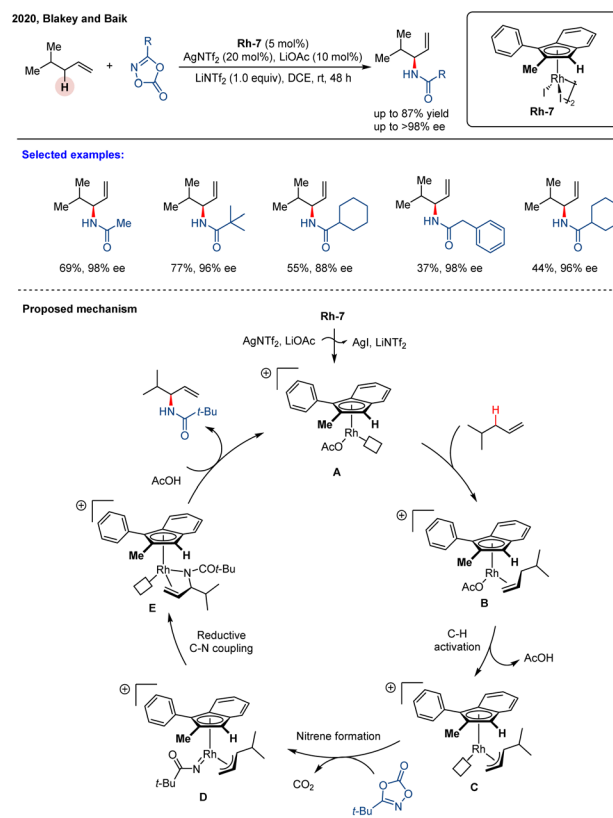 2020, Blakey and Baik
Me
Me
H
+
R
N
O
O
O
Rh-7 (5 mol%)
AgNTf2 (20 mol%), LiOAc (10 mol%)
LiNTf2 (1.0 equiv), DCE, rt, 48 h
Me
Me
HN
R
O
up to 87% yield
up to >98% ee
Me
H
Rh
I
I
2
Rh-7
Selected examples:
Me
Me
HN
Me
O
69%, 98% ee
Me
Me
HN
O
77%, 96% ee
Me
Me
HN
O
55%, 88% ee
Me
Me
HN
O
37%, 98% ee
Me
Me
HN
O
44%, 96% ee
Proposed mechanism
Rh-7
AgNTf2, LiOAc
AgI, LiNTf2
+
Me
H
Rh
AcO
A
H
+
Me
H
Rh
AcO
B
C-H
activation
AcOH
+
Me
H
Rh
C
Nitrene formation
CO2
O
O
O
N
t-Bu
+
Me
H
Rh
O
N
t-Bu
D
Reductive
C-N coupling
+
Me
H
Rh
N
COtBu
E
AcOH
HN
t-Bu
O